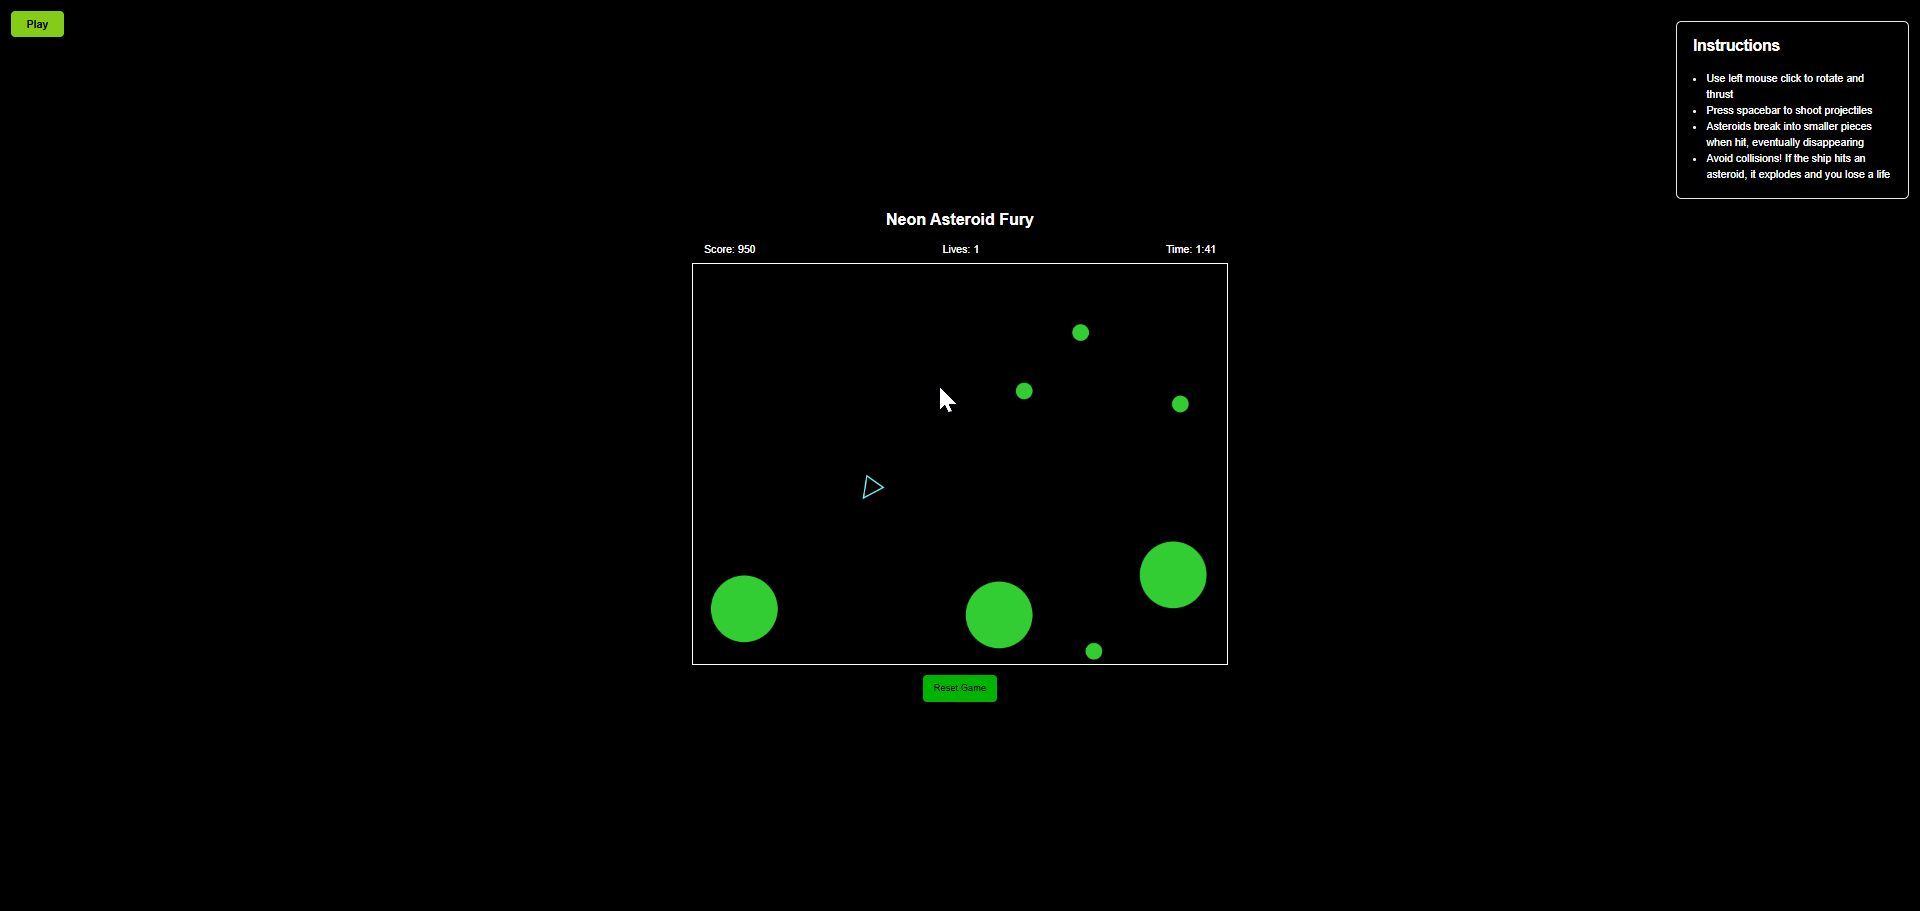 Play
Instructions
Use left mouse click to rotate and
thrust
Press spacebar to shoot projectiles
Asteroids break into smaller pieces
when hit, eventually disappearing
Avoid collisions! If the ship hits an
asteroid, it explodes and you lose a life
Neon Asteroid Fury
Score: 950 Lives: 1 Time: 1:41
Reset Game